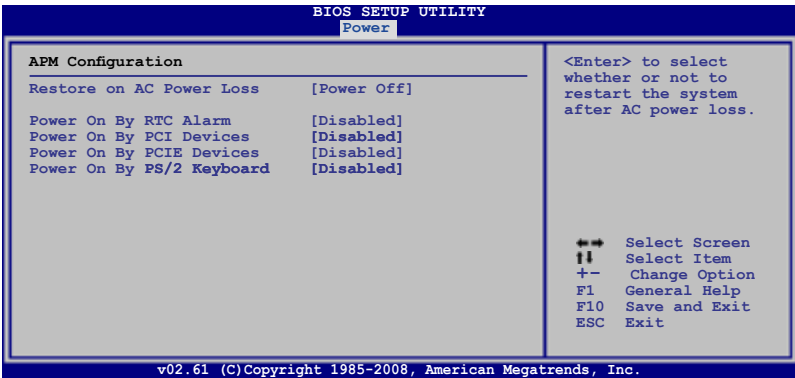 BIOS SETUP UTILITY
Power
APM Configuration
Restore on AC Power Loss [Power Off]
Power On By RTC Alarm [Disabled]
Power On By PCI Devices [Disabled]
Power On By PCIE Devices [Disabled]
Power On By PS/2 Keyboard [Disabled]
<Enter> to select
whether or not to
restart the system
after AC power loss.
←→ Select Screen
↑↓ Select Item
+- Change Option
F1 General Help
F10 Save and Exit
ESC Exit
v02.61 (C)Copyright 1985-2008, American Megatrends, Inc.